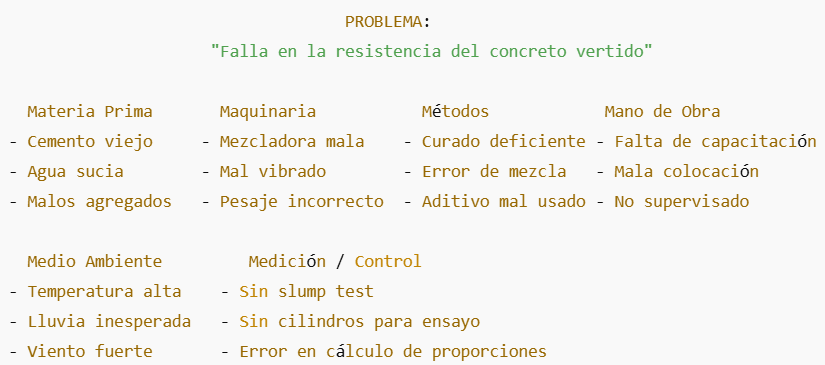 PROBLEMA:
"Falla en la resistencia del concreto vertido"
Materia Prima Maquinaria Métodos Mano de Obra
- Cemento viejo - Mezcladora mala - Curado deficiente - Falta de capacitación
- Agua sucia - Mal vibrado - Error de mezcla - Mala colocación
- Malos agregados - Pesaje incorrecto - Aditivo mal usado - No supervisado
Medio Ambiente Medición / Control
- Temperatura alta - Sin slump test
- Lluvia inesperada - Sin cilindros para ensayo
- Viento fuerte - Error en cálculo de proporciones